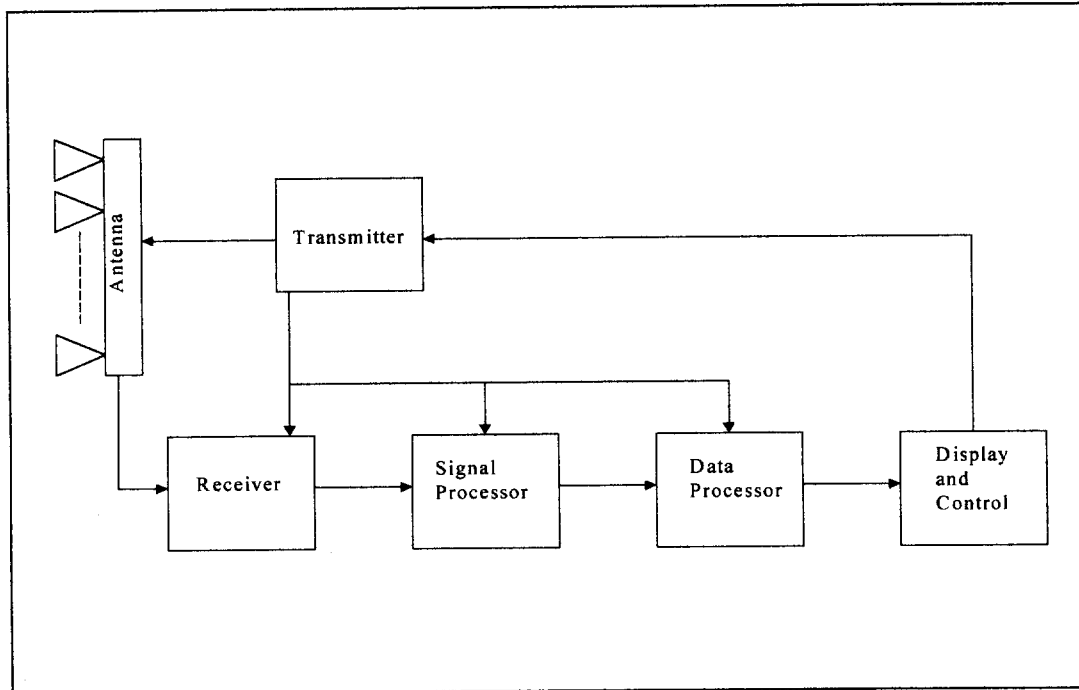 Antenna
Transmitter
Receiver
Signal
Processor
Data
Processor
Display
and
Control